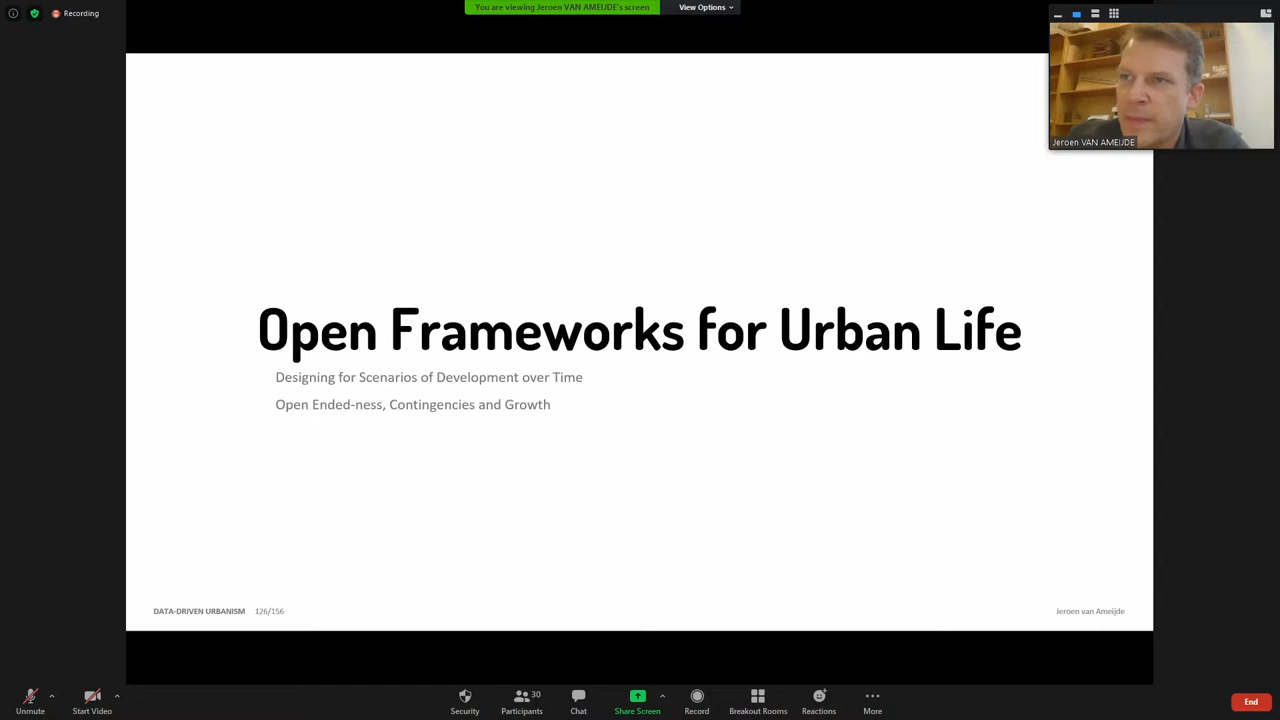 Recording
You are viewing Jeroen VAN AMEIJDE's screen
View Options
Jeroen VAN AMEIJDE
Open Frameworks for Urban Life
Designing for Scenarios of Development over Time
Open Ended-ness, Contingencies and Growth
DATA-DRIVEN URBANISM 126/156
Jeroen van Ameijde
Unmute
Start Video
Security
Participants 30
Chat
Share Screen
Record
Breakout Rooms
Reactions
More
End